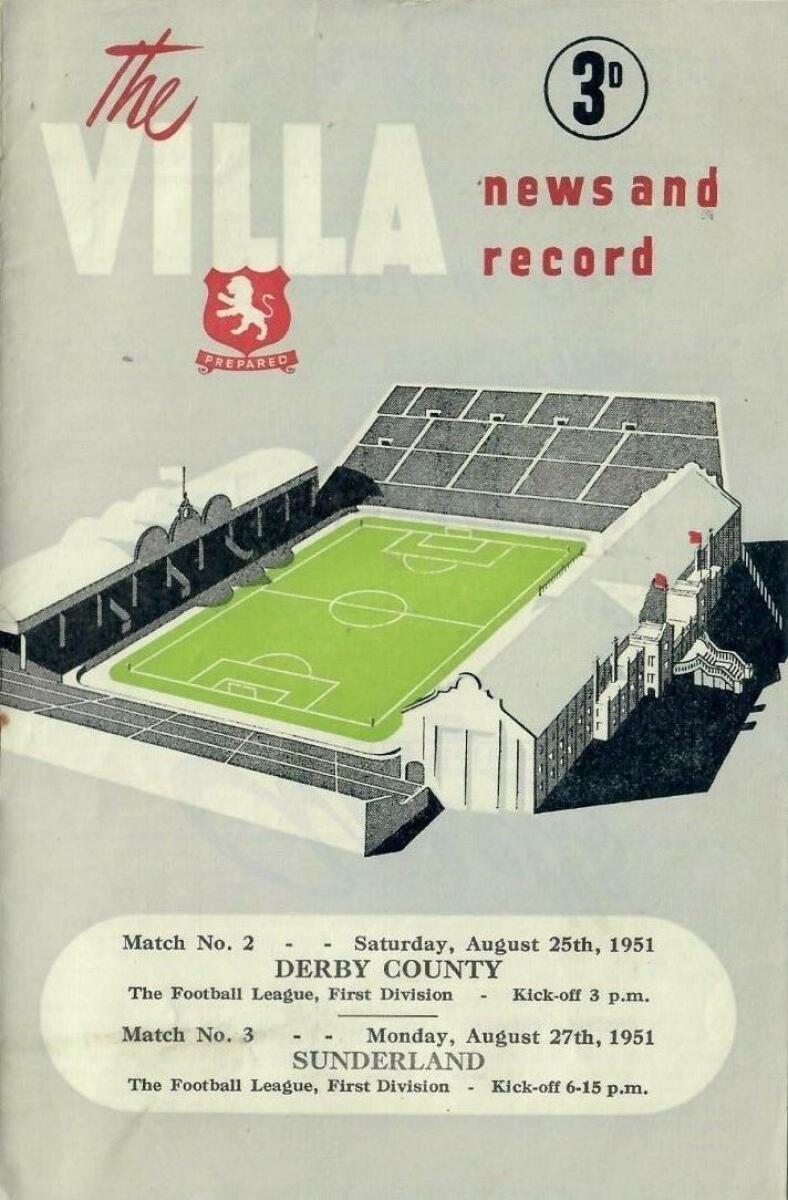 The
VILLA
3D
news and
record
PREPARED
Match No. 2 - - Saturday, August 25th, 1951
DERBY COUNTY
The Football League, First Division - Kick-off 3 p.m.
Match No. 3 - - Monday, August 27th, 1951
SUNDERLAND
The Football League, First Division - Kick-off 6-15 p.m.